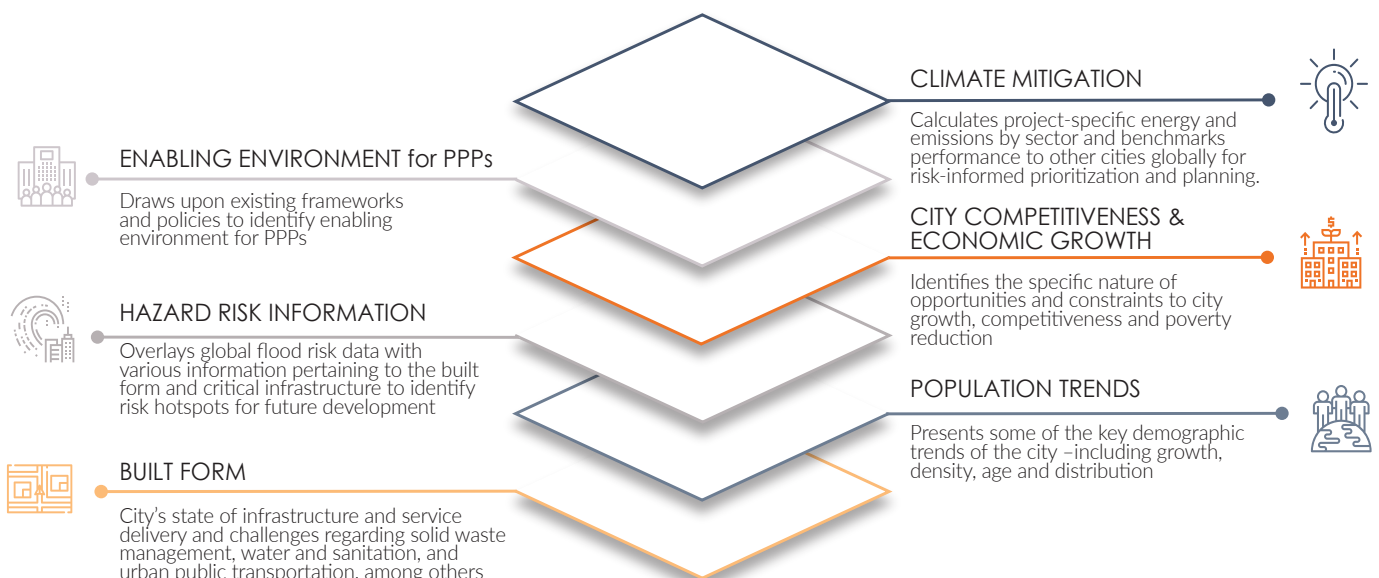 CLIMATE MITIGATION
Calculates project-specific energy and
emissions by sector and benchmarks
performance to other cities globally for
risk-informed prioritization and planning.
ENABLING ENVIRONMENT for PPPs
Draws upon existing frameworks
and policies to identify enabling
environment for PPPs
CITY COMPETITIVENESS &
ECONOMIC GROWTH
Identifies the specific nature of
opportunities and constraints to city
growth, competitiveness and poverty
reduction
HAZARD RISK INFORMATION
Overlays global flood risk data with
various information pertaining to the built
form and critical infrastructure to identify
risk hotspots for future development
POPULATION TRENDS
Presents some of the key demographic
trends of the city –including growth,
density, age and distribution
BUILT FORM
City’s state of infrastructure and service
delivery and challenges regarding solid waste
management, water and sanitation, and
urban public transportation, among others
$